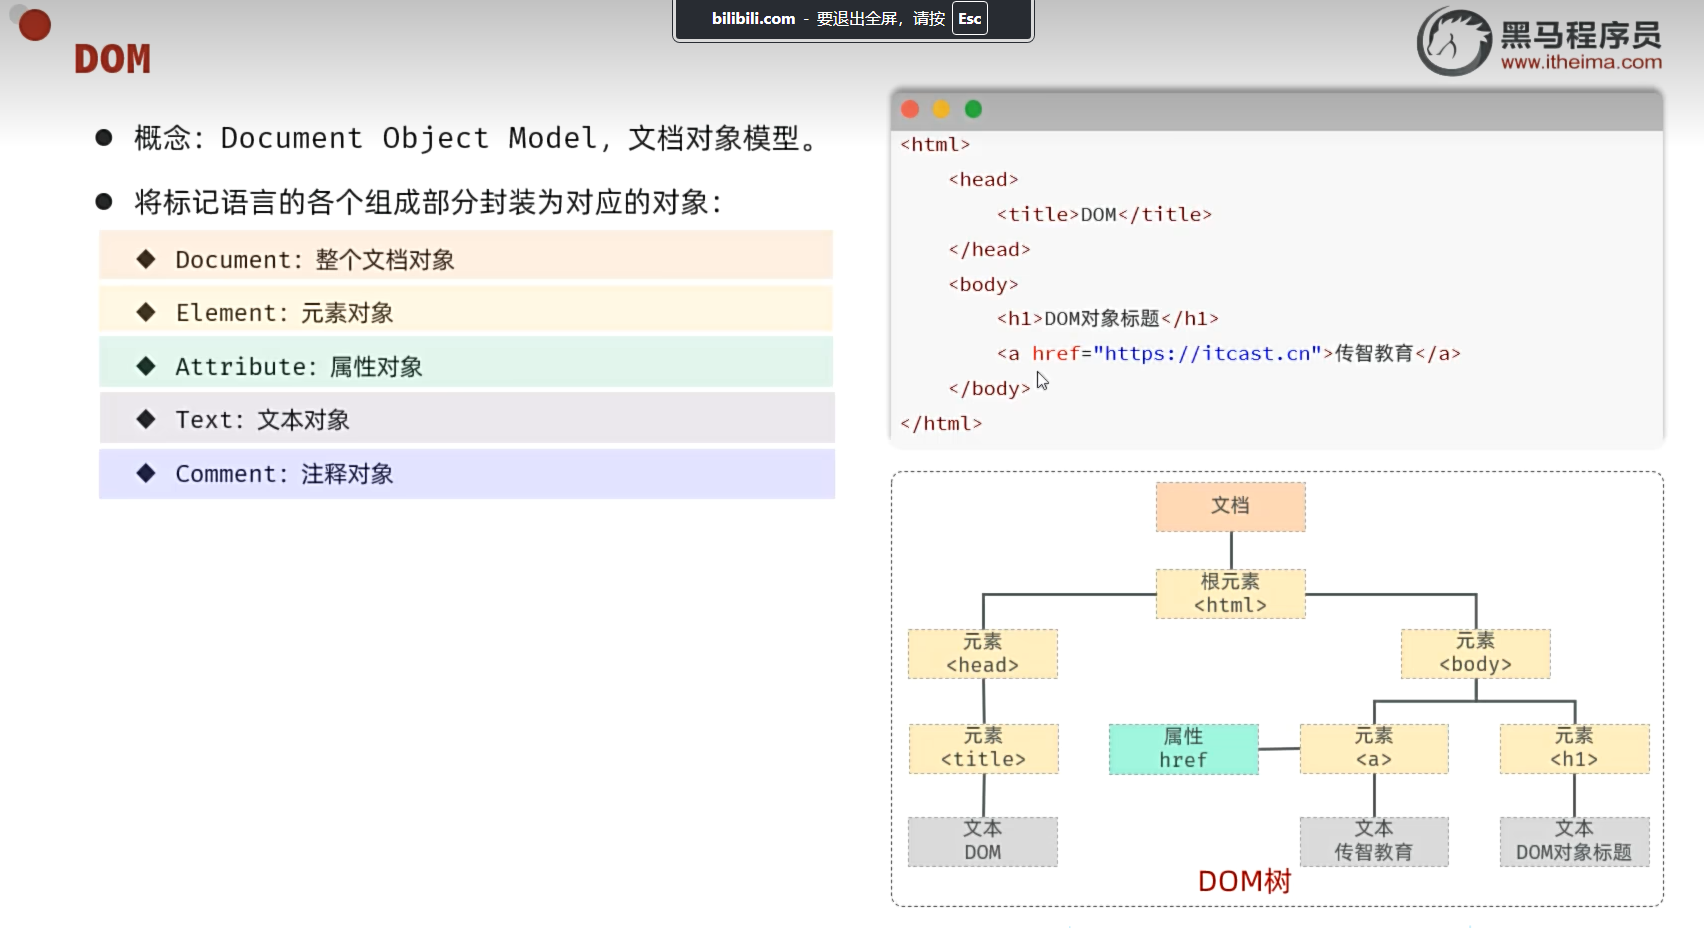 bilibili.com - 要退出全屏，请按 Esc
黑马程序员
www.itheima.com
DOM
概念：Document Object Model，文档对象模型。
将标记语言的各个组成部分封装为对应的对象：
Document：整个文档对象
Element：元素对象
Attribute：属性对象
Text：文本对象
Comment：注释对象
<html>
<head>
<title>DOM</title>
</head>
<body>
<h1>DOM对象标题</h1>
<a href="https://itcast.cn">传智教育</a>
</body>
</html>
文档
根元素
<html>
元素
<head>
元素
<body>
元素
<title>
属性
href
元素
<a>
元素
<h1>
文本
DOM
文本
传智教育
文本
DOM对象标题
DOM树